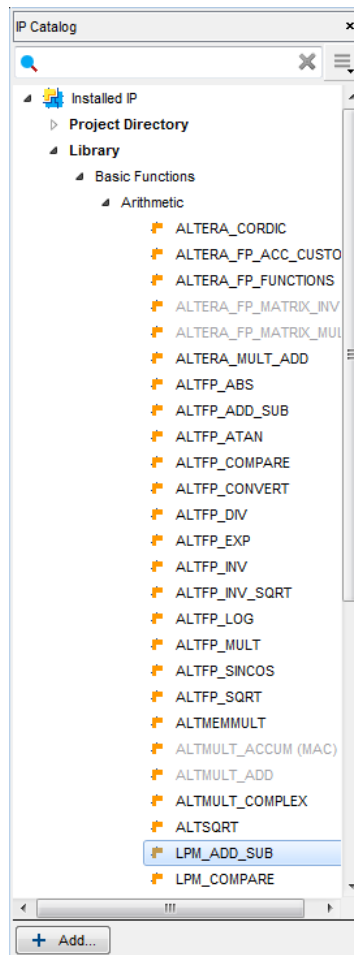 IP Catalog
Installed IP
Project Directory
Library
Basic Functions
Arithmetic
ALTERA_CORDIC
ALTERA_FP_ACC_CUSTO
ALTERA_FP_FUNCTIONS
ALTERA_FP_MATRIX_INV
ALTERA_FP_MATRIX_MUL
ALTERA_MULT_ADD
ALTFP_ABS
ALTFP_ADD_SUB
ALTFP_ATAN
ALTFP_COMPARE
ALTFP_CONVERT
ALTFP_DIV
ALTFP_EXP
ALTFP_INV
ALTFP_INV_SQRT
ALTFP_LOG
ALTFP_MULT
ALTFP_SINCOS
ALTFP_SQRT
ALTMEMMULT
ALTMULT_ACCUM (MAC)
ALTMULT_ADD
ALTMULT_COMPLEX
ALTSQRT
LPM_ADD_SUB
LPM_COMPARE
+ Add...